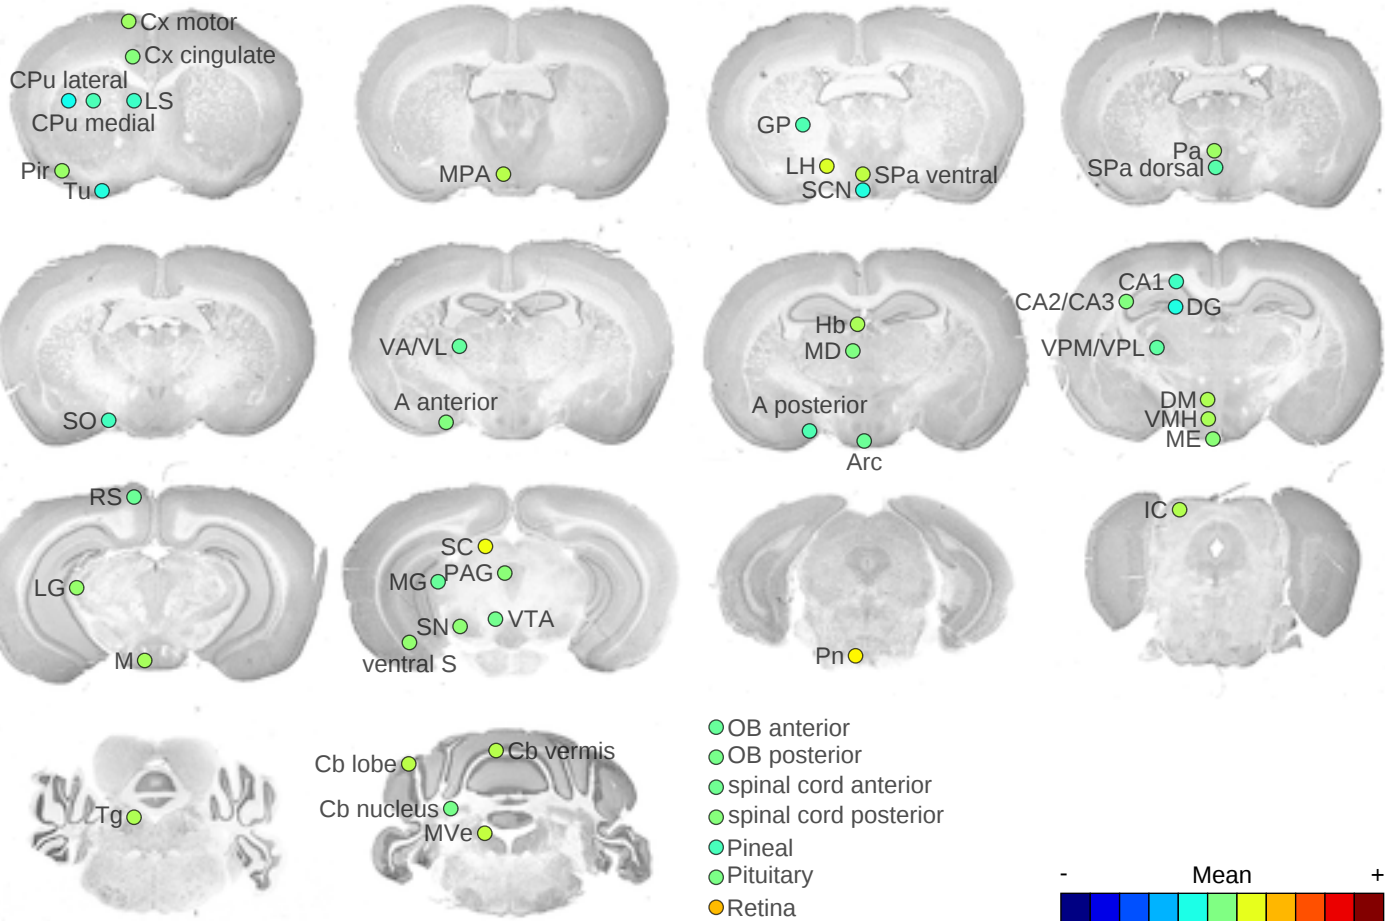 Cx motor
Cx cingulate
CPu lateral
LS
CPu medial
Pir
Tu
MPA
GP
LH
SPa ventral
SCN
Pa
SPa dorsal
SO
VA/VL
A anterior
Hb
MD
A posterior
Arc
CA1
CA2/CA3
DG
VPM/VPL
DM
VMH
ME
RS
LG
M
SC
PAG
MG
VTA
SN
ventral S
Pn
IC
Tg
Cb vermis
Cb lobe
Cb nucleus
MVe
OB anterior
OB posterior
spinal cord anterior
spinal cord posterior
Pineal
Pituitary
Retina
- Mean +